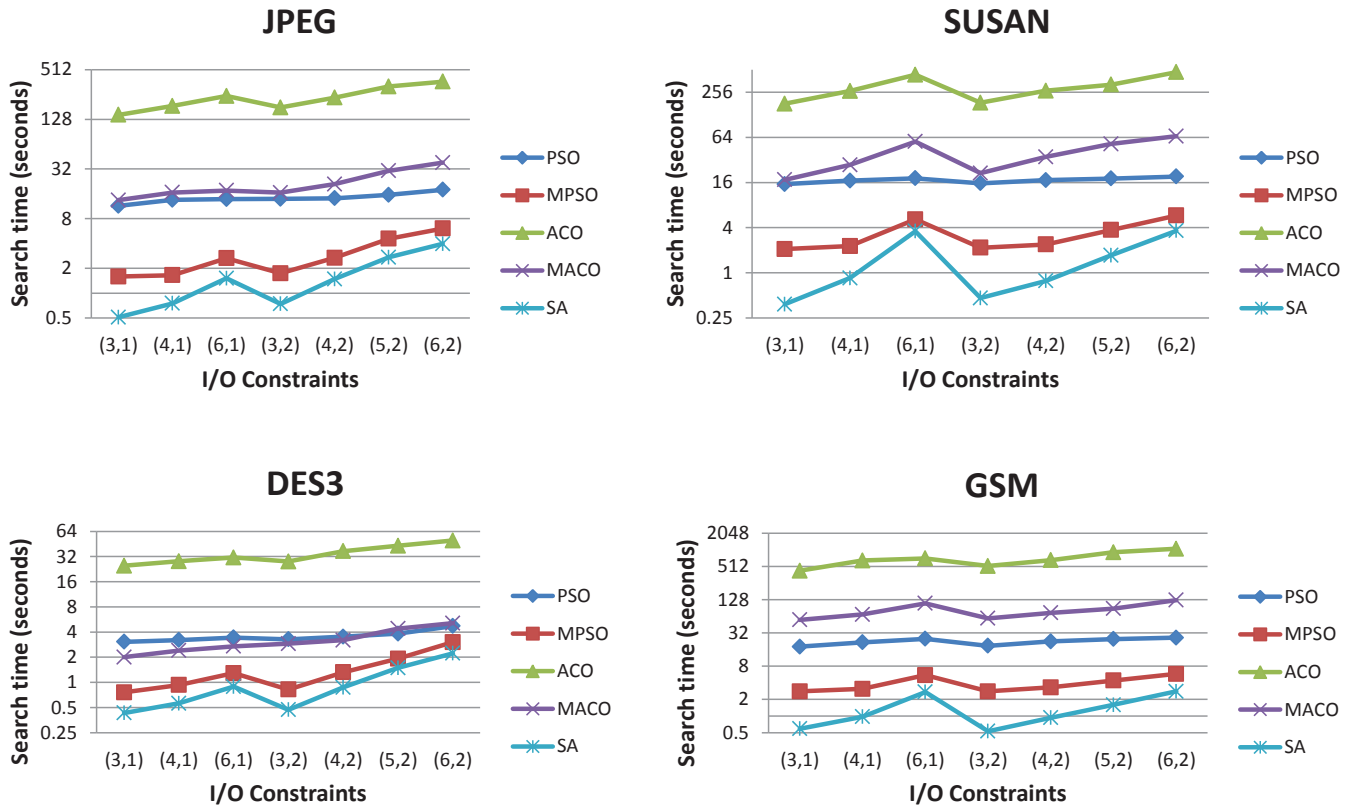 JPEG
Search time (seconds)
512
128
32
8
2
0.5
(3,1) (4,1) (6,1) (3,2) (4,2) (5,2) (6,2)
I/O Constraints
PSO
MPSO
ACO
MACO
SA
SUSAN
Search time (seconds)
256
64
16
4
1
0.25
(3,1) (4,1) (6,1) (3,2) (4,2) (5,2) (6,2)
I/O Constraints
PSO
MPSO
ACO
MACO
SA
DES3
Search time (seconds)
64
32
16
8
4
2
1
0.5
0.25
(3,1) (4,1) (6,1) (3,2) (4,2) (5,2) (6,2)
I/O Constraints
PSO
MPSO
ACO
MACO
SA
GSM
Search time (seconds)
2048
512
128
32
8
2
0.5
(3,1) (4,1) (6,1) (3,2) (4,2) (5,2) (6,2)
I/O Constraints
PSO
MPSO
ACO
MACO
SA